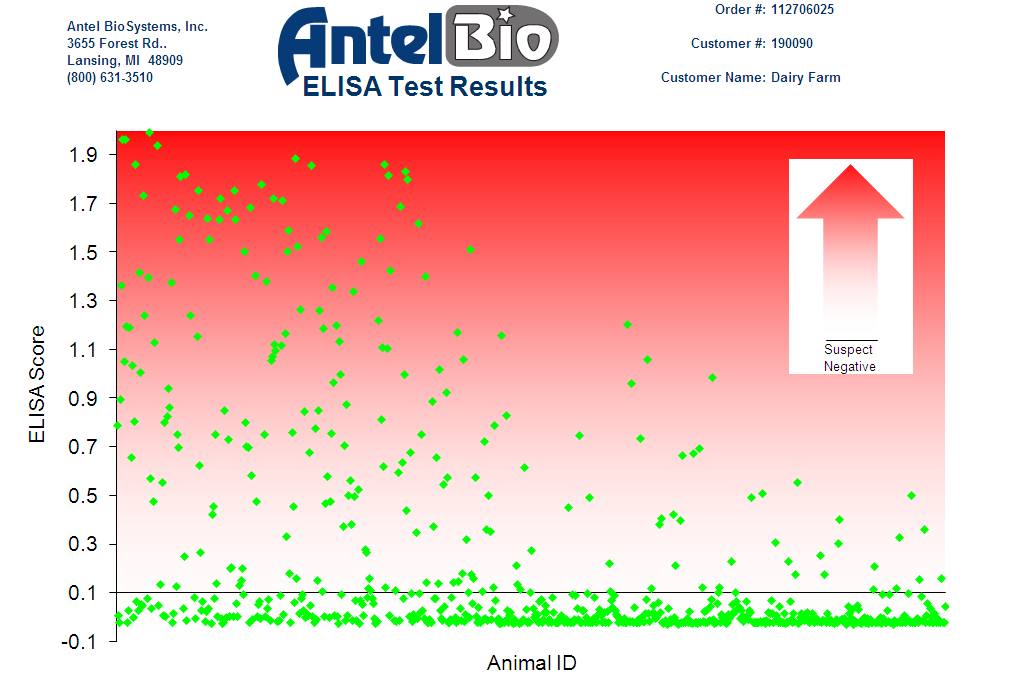 Antel BioSystems, Inc.
3655 Forest Rd..
Lansing, MI 48909
(800) 631-3510
Antel Bio
ELISA Test Results
Order #: 112706025
Customer #: 190090
Customer Name: Dairy Farm
ELISA Score
1.9
1.7
1.5
1.3
1.1
0.9
0.7
0.5
0.3
0.1
-0.1
Suspect
Negative
Animal ID